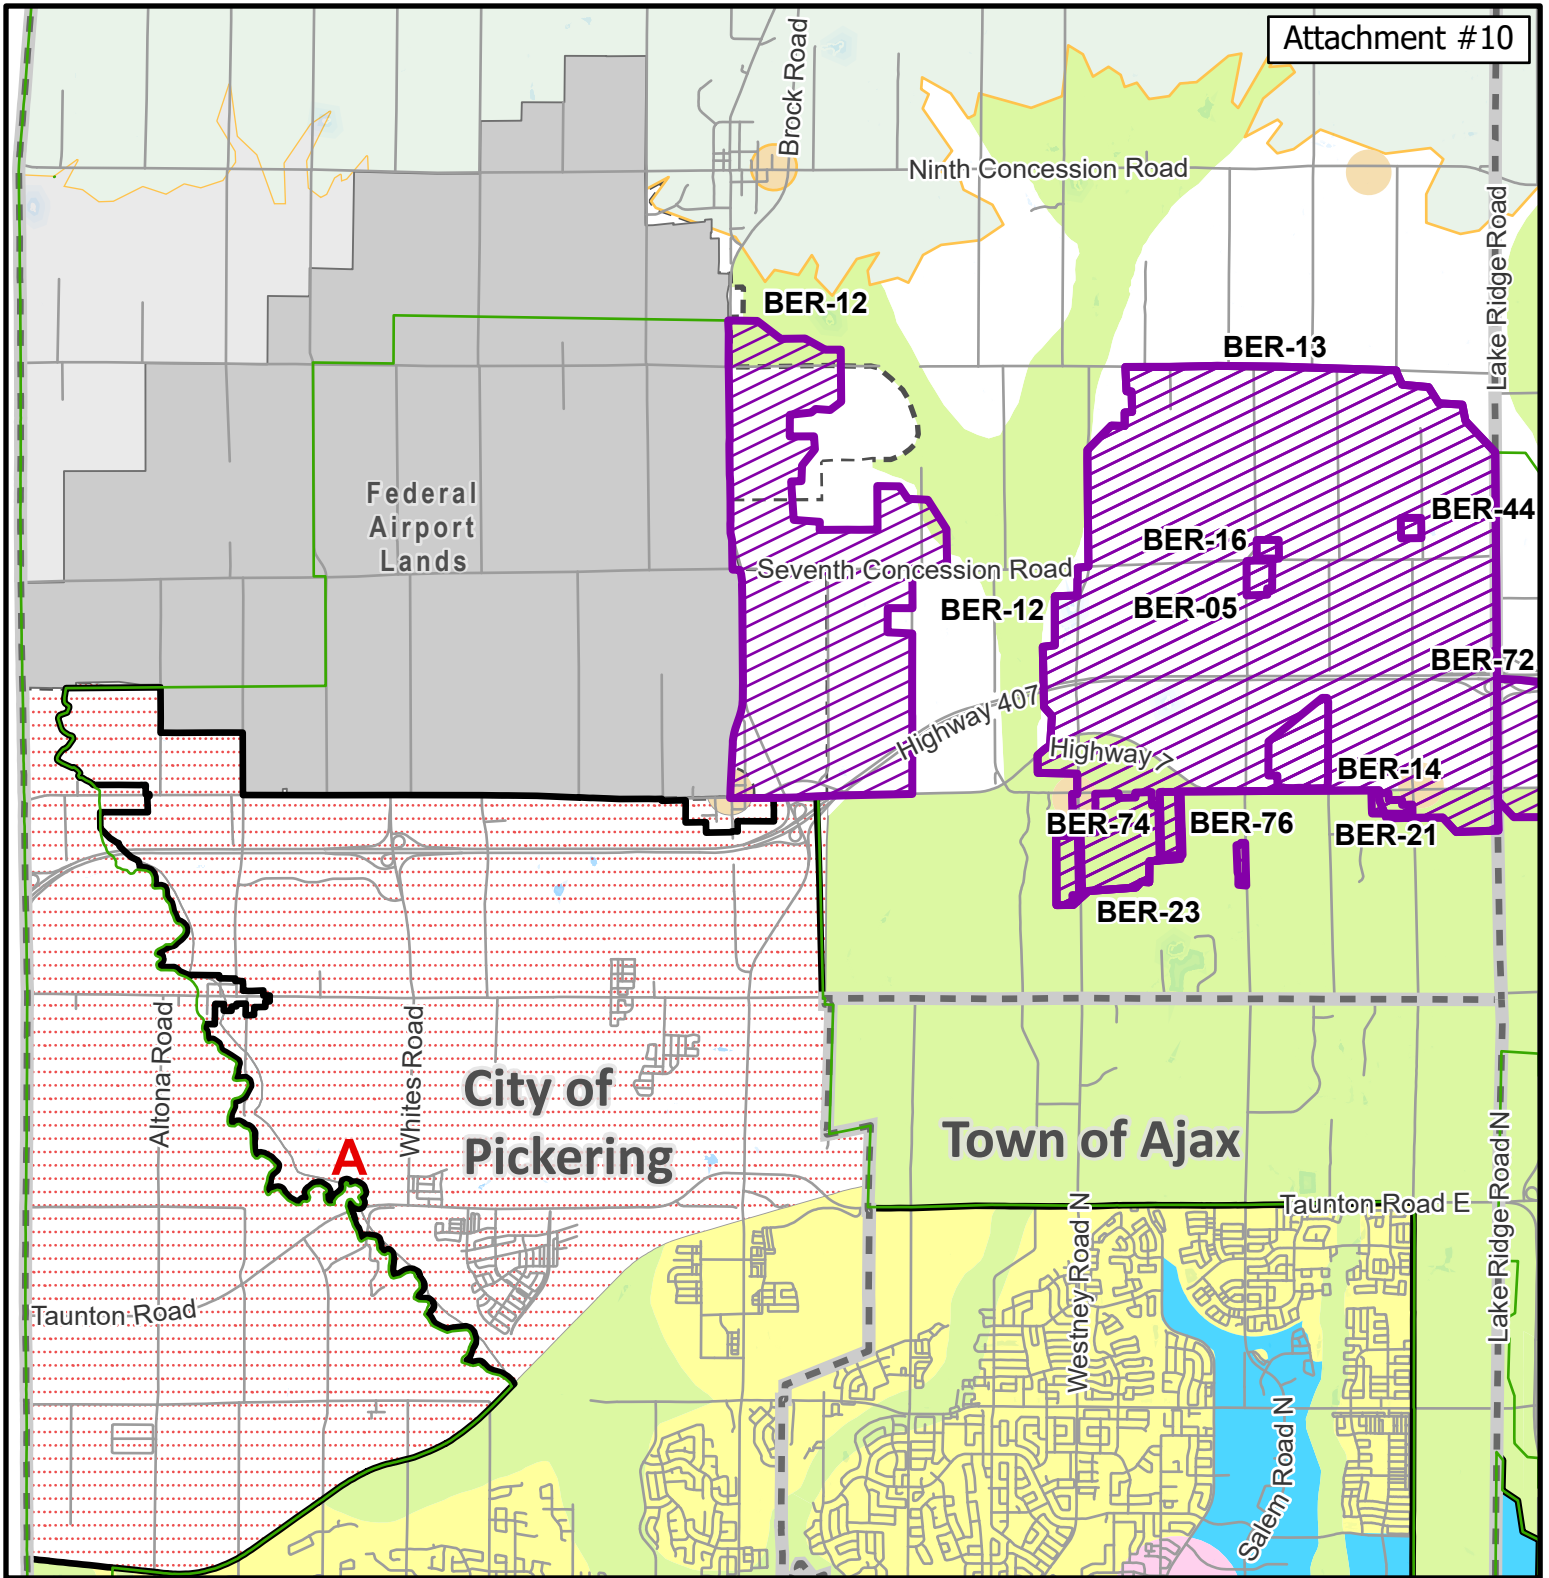 Attachment #10
Brock Road
Ninth Concession Road
Lake Ridge Road
BER-12
BER-13
Federal
Airport
Lands
BER-44
BER-16
Seventh Concession Road
BER-12
BER-05
BER-72
Highway 407
Highway 7
BER-14
BER-74
BER-76
BER-21
BER-23
Altona Road
Whites Road
City of
Pickering
A
Town of Ajax
Taunton Road E
Westney Road N
Lake Ridge Road N
Taunton Road
Salem Road N